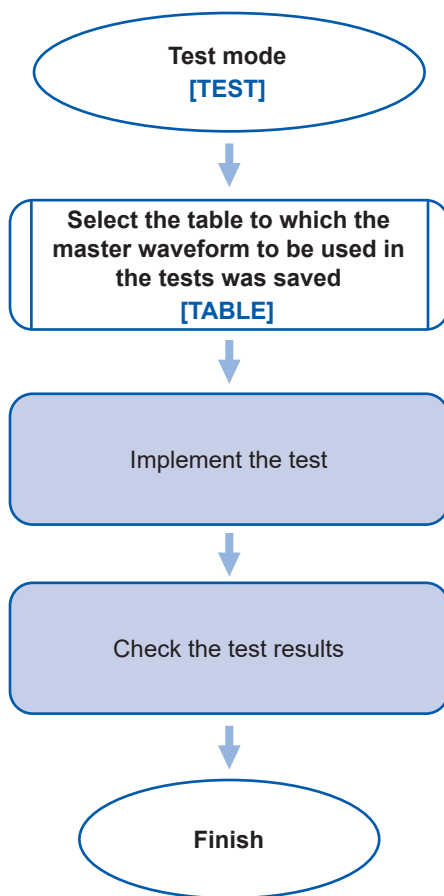 Test mode
[TEST]
Select the table to which the
master waveform to be used in
the tests was saved
[TABLE]
Implement the test
Check the test results
Finish